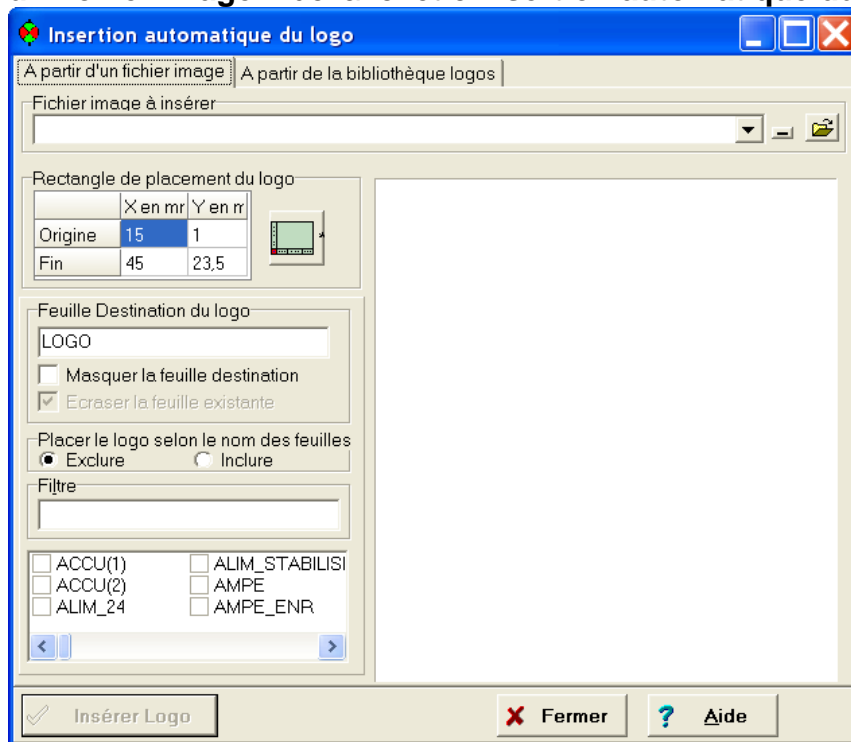 Insertion automatique du logo
A partir d'un fichier image A partir de la bibliothèque logos
Fichier image à insérer
Rectangle de placement du logo
X en mr Y en m
Origine 15 1
Fin 45 23,5
Feuille Destination du logo
LOGO
Masquer la feuille destination
Ecraser la feuille existante
Placer le logo selon le nom des feuilles
Exclure Inclure
Filtre
ACCU(1) ALIM_STABILISI
ACCU(2) AMPE
ALIM_24 AMPE_ENR
Insérer Logo Fermer Aide